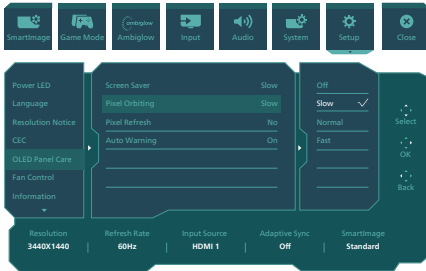 SmartImage
Game Mode
ambiglow
Ambiglow
Input
Audio
System
Setup
Close
Power LED
Language
Resolution Notice
CEC
OLED Panel Care
Fan Control
Information
Screen Saver Slow
Pixel Orbiting Slow
Pixel Refresh No
Auto Warning On
Off
Slow
Normal
Fast
Select
OK
Back
Resolution Refresh Rate Input Source Adaptive Sync SmartImage
3440X1440 | 60Hz | HDMI 1 | Off | Standard